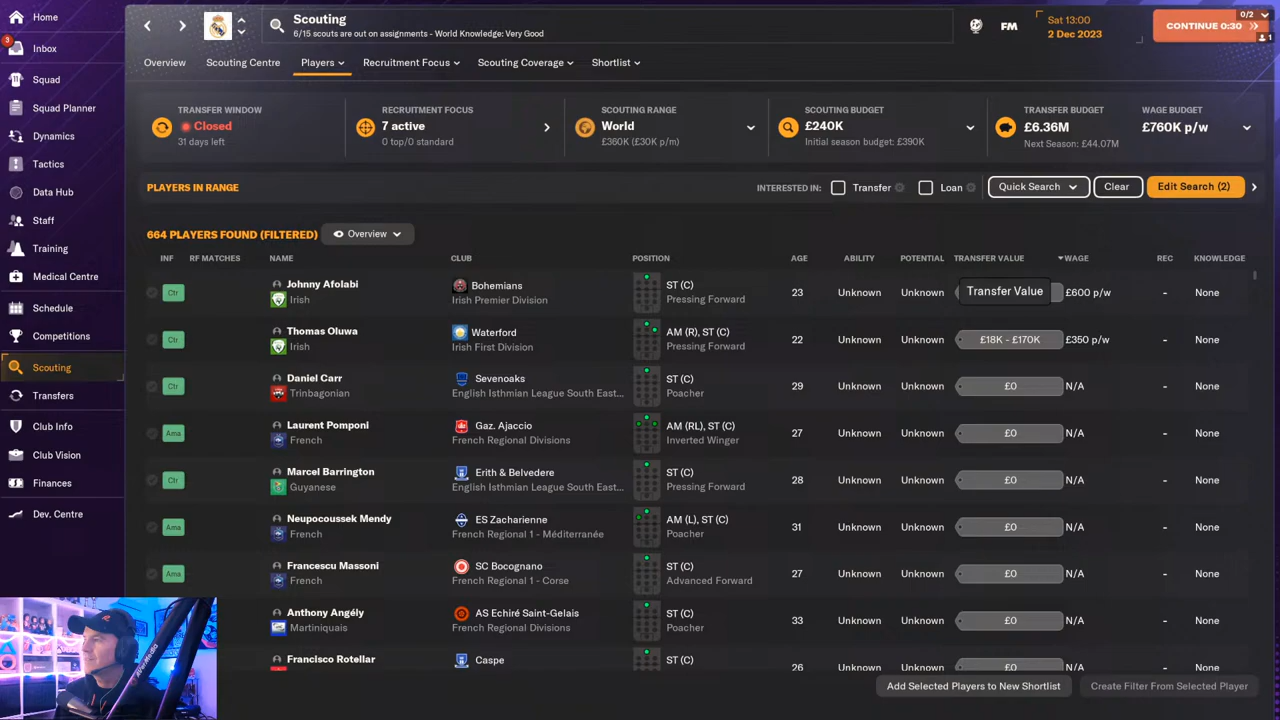 Home
Scouting
6/15 scouts are out on assignments - World Knowledge: Very Good
FM
Sat 13:00
2 Dec 2023
CONTINUE 0:30
0/2
1
3
Inbox
Squad
Squad Planner
Dynamics
Tactics
Data Hub
Staff
Training
Medical Centre
Schedule
Competitions
Scouting
Transfers
Club Info
Club Vision
Finances
Dev. Centre
Overview
Scouting Centre
Players
Recruitment Focus
Scouting Coverage
Shortlist
TRANSFER WINDOW
Closed
31 days left
RECRUITMENT FOCUS
7 active
0 top/0 standard
SCOUTING RANGE
World
£360K (£30K p/m)
SCOUTING BUDGET
£240K
Initial season budget: £390K
TRANSFER BUDGET
£6.36M
Next Season: £44.07M
WAGE BUDGET
£760K p/w
PLAYERS IN RANGE
INTERESTED IN:
Transfer
Loan
Quick Search
Clear
Edit Search (2)
664 PLAYERS FOUND (FILTERED)
Overview
INF RF MATCHES NAME CLUB POSITION AGE ABILITY POTENTIAL TRANSFER VALUE WAGE REC KNOWLEDGE
Ctr Johnny Afolabi Bohemians ST (C) 23 Unknown Unknown Transfer Value £600 p/w - None
Irish Irish Premier Division Pressing Forward
Ctr Thomas Oluwa Waterford AM (R), ST (C) 22 Unknown Unknown £18K - £170K £350 p/w - None
Irish Irish First Division Pressing Forward
Ctr Daniel Carr Sevenoaks ST (C) 29 Unknown Unknown £0 N/A - None
Trinbagonian English Isthmian League South East... Poacher
Ama Laurent Pomponi Gaz. Ajaccio AM (RL), ST (C) 27 Unknown Unknown £0 N/A - None
French French Regional Divisions Inverted Winger
Ctr Marcel Barrington Erith & Belvedere ST (C) 28 Unknown Unknown £0 N/A - None
Guyanese English Isthmian League South East... Pressing Forward
Ama Neupocoussek Mendy ES Zacharienne AM (L), ST (C) 31 Unknown Unknown £0 N/A - None
French French Regional 1 - Méditerranée Poacher
Ama Francescu Massoni SC Bocognano ST (C) 27 Unknown Unknown £0 N/A - None
French French Regional 1 - Corse Advanced Forward
Anthony Angély AS Echiré Saint-Gelais ST (C) 33 Unknown Unknown £0 N/A - None
Martiniquais French Regional Divisions Poacher
Francisco Rotellar Caspe ST (C) 26 Unknown Unknown £0 N/A - None
Add Selected Players to New Shortlist
Create Filter From Selected Player